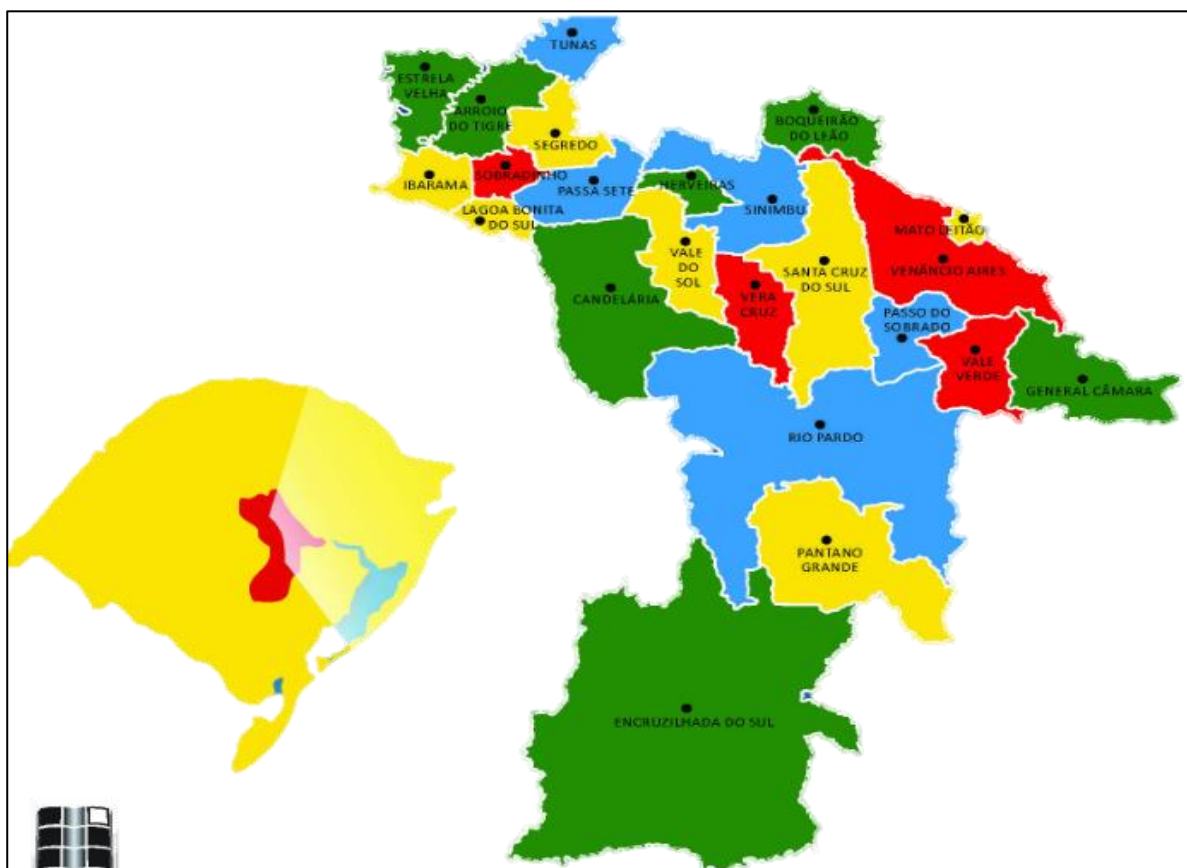 TUNAS
ESTRELA
VELHA
ARROIO
DO TIGRE
BOQUEIRÃO
DO LEÃO
SEGREDO
SOBRADINHO
IBARAMA
PASSA SETE
HERVEIRAS
SINIMBU
LAGOA BONITA
DO SUL
MATO LEITÃO
VALE
DO
SOL
SANTA CRUZ
DO SUL
VENÂNCIO AIRES
CANDELÁRIA
VERA
CRUZ
PASSO DO
SOBRADO
VALE
VERDE
GENERAL CÂMARA
RIO PARDO
PANTANO
GRANDE
ENCRUZILHADA DO SUL